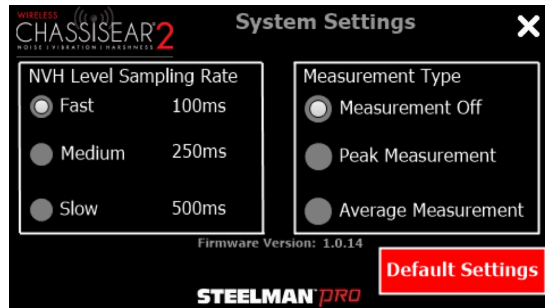 WIRELESS
CHASSISEAR 2
NOISE | VIBRATION | HARSHNESS
System Settings
NVH Level Sampling Rate
Fast 100ms
Medium 250ms
Slow 500ms
Measurement Type
Measurement Off
Peak Measurement
Average Measurement
Firmware Version: 1.0.14
Default Settings
STEELMAN PRO